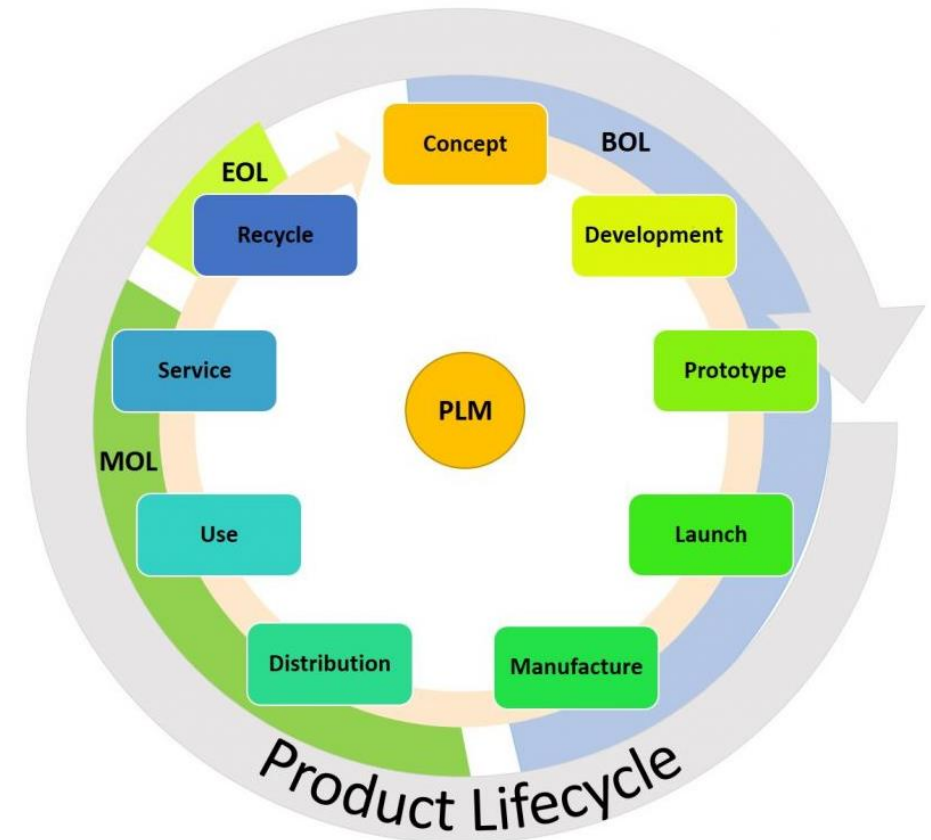 Concept
BOL
Development
Prototype
Launch
Manufacture
Distribution
Use
MOL
Service
Recycle
EOL
PLM
Product Lifecycle